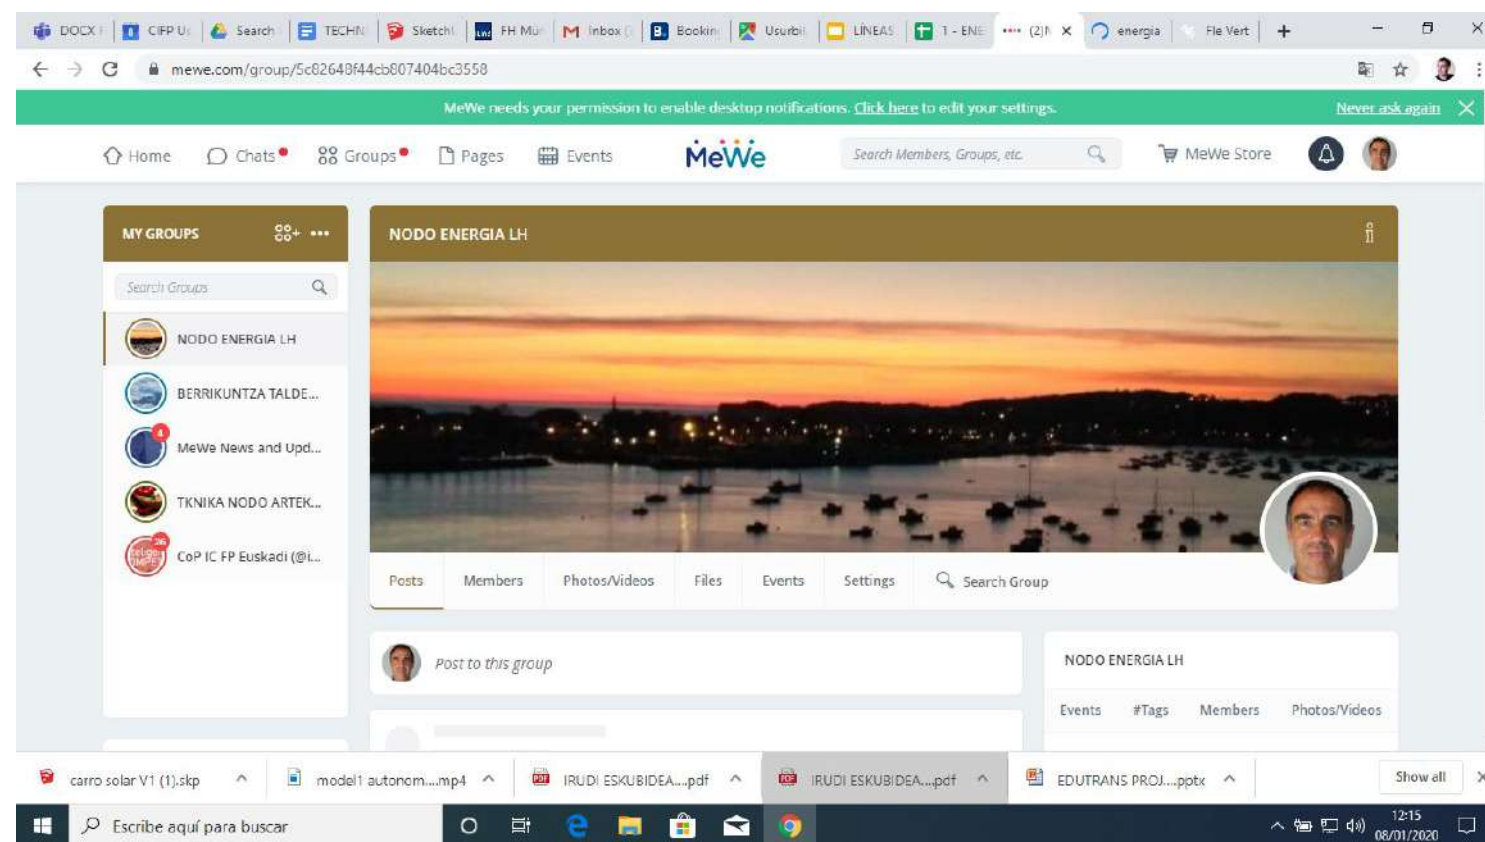 DOCX F
CIFP U
Search
TECHN
Sketch
FH Mün
Inbox (
Bookin
Usurbil
LÍNEAS
1 - ENE
(2)
energia
Fle Vert
mewe.com/group/5c82648f44cb807404bc3558
MeWe needs your permission to enable desktop notifications. Click here to edit your settings.
Never ask again
Home
Chats
Groups
Pages
Events
MeWe
Search Members, Groups, etc.
MeWe Store
MY GROUPS
NODO ENERGIA LH
Search Groups
NODO ENERGIA LH
BERRIKUNTZA TALDE...
4
MeWe News and Upd...
TKNIKA NODO ARTEK...
26
CoP IC FP Euskadi (@i...
Posts
Members
Photos/Videos
Files
Events
Settings
Search Group
Post to this group
NODO ENERGIA LH
Events
#Tags
Members
Photos/Videos
carro solar V1 (1).skp
model1 autonom....mp4
IRUDI ESKUBIDEA....pdf
IRUDI ESKUBIDEA....pdf
EDUTRANS PROJ....pptx
Show all
Escribe aquí para buscar
12:15
08/01/2020